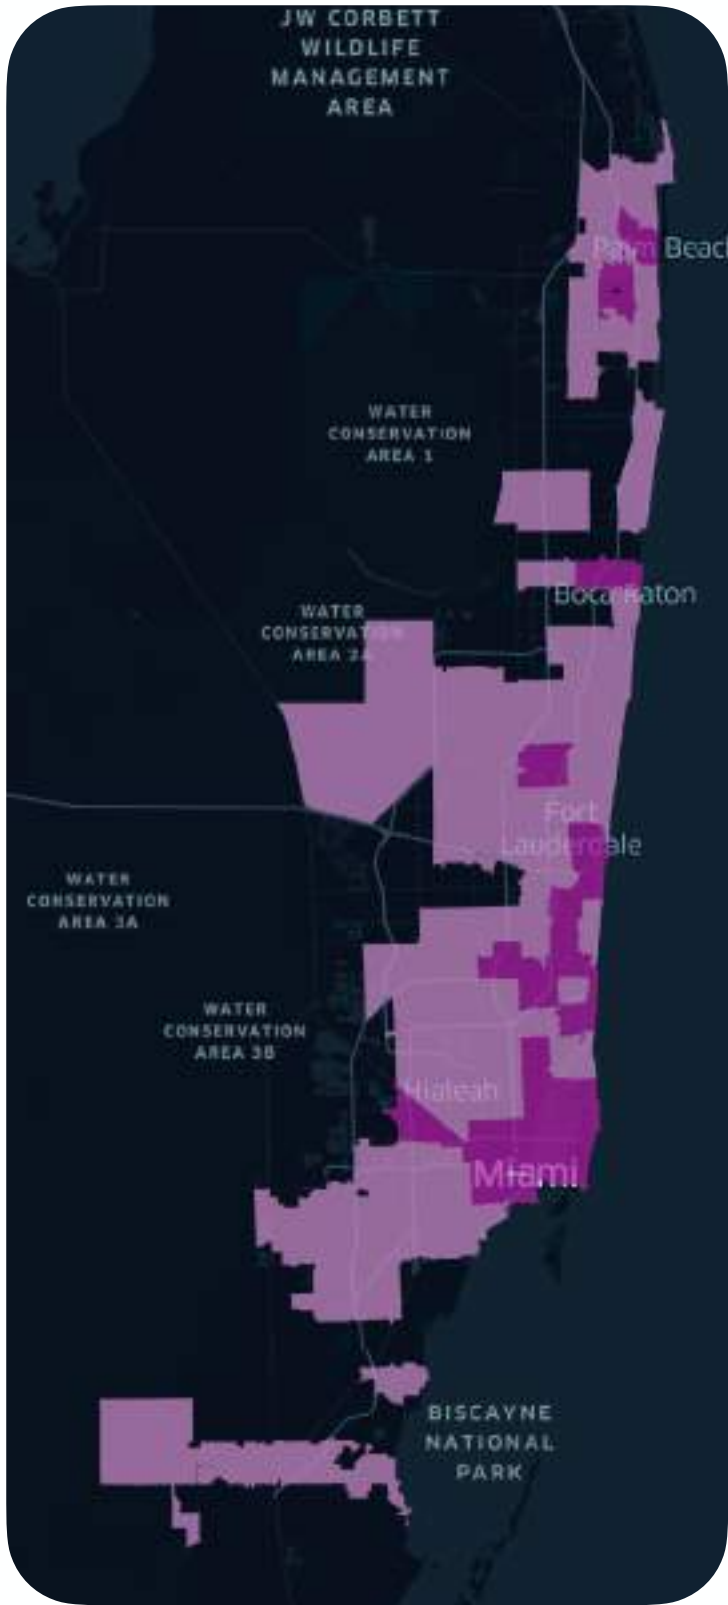 JW CORBETT
WILDLIFE
MANAGEMENT
AREA
Palm Beach
WATER
CONSERVATION
AREA 1
Boca Raton
WATER
CONSERVATION
AREA 2A
Fort
Lauderdale
WATER
CONSERVATION
AREA 3A
WATER
CONSERVATION
AREA 3B
Hialeah
Miami
BISCAYNE
NATIONAL
PARK